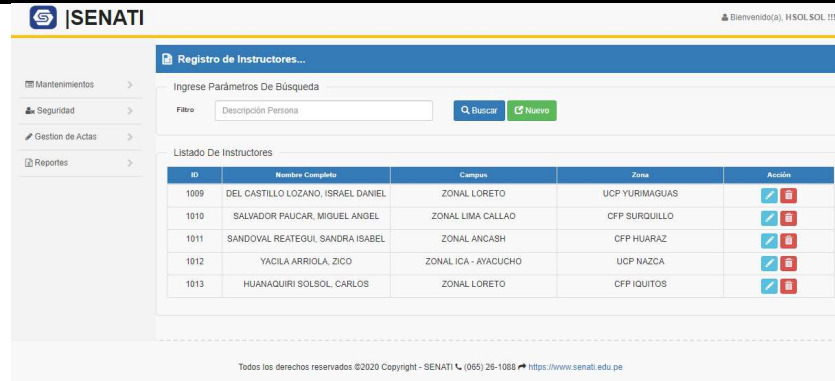 |SENATI
Bienvenido(a), HSOLSOL !!!
Registro de Instructores...
Mantenimientos
Seguridad
Gestion de Actas
Reportes
Ingrese Parámetros De Búsqueda
Filtro Descripción Persona Buscar Nuevo
Listado De Instructores
ID Nombre Completo Campus Zona Acción
1009 DEL CASTILLO LOZANO, ISRAEL DANIEL ZONAL LORETO UCP YURIMAGUAS
1010 SALVADOR PAUCAR, MIGUEL ANGEL ZONAL LIMA CALLAO CFP SURQUILLO
1011 SANDOVAL REATEGUI, SANDRA ISABEL ZONAL ANCASH CFP HUARAZ
1012 YACILA ARRIOLA, ZICO ZONAL ICA - AYACUCHO UCP NAZCA
1013 HUANAQUIRI SOLSOL, CARLOS ZONAL LORETO CFP IQUITOS
Todos los derechos reservados ©2020 Copyright - SENATI (065) 26-1088 https://www.senati.edu.pe